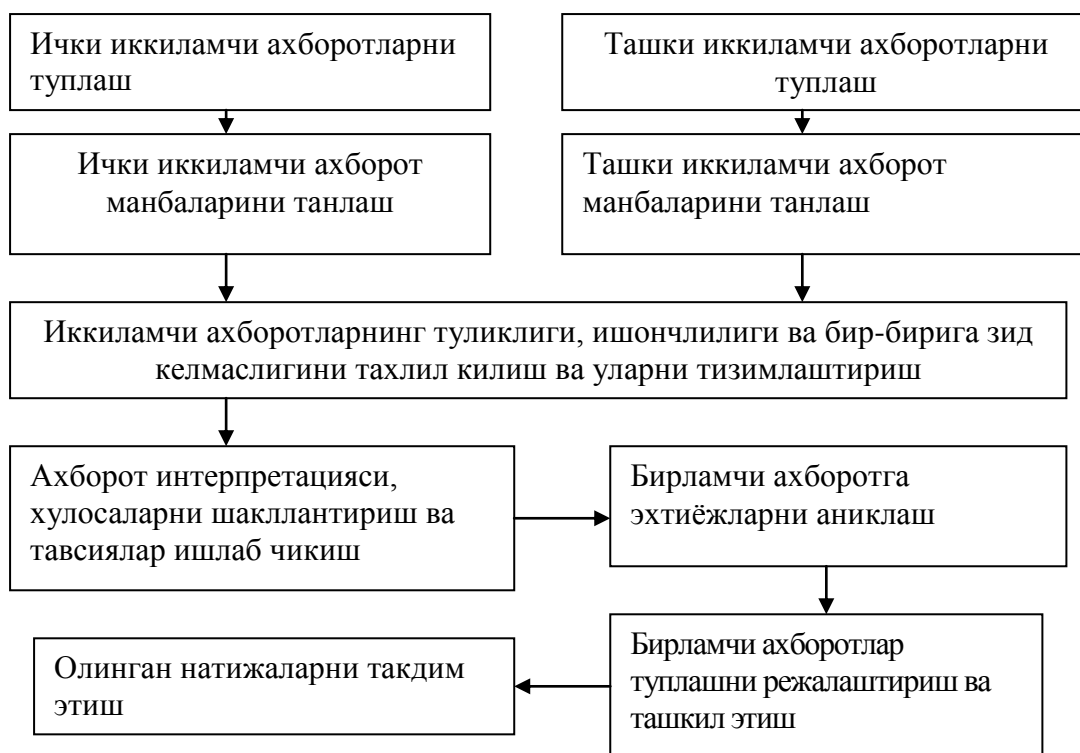 Ички иккиламчи ахборотларни
туплаш
Ташки иккиламчи ахборотларни
туплаш
Ички иккиламчи ахборот
манбаларини танлаш
Ташки иккиламчи ахборот
манбаларини танлаш
Иккиламчи ахборотларнинг туликлиги, ишончлилиги ва бир-бирига зид
келмаслигини тахлил килиш ва уларни тизимлаштириш
Ахборот интерпретацияси,
хулосаларни шакллантириш ва
тавсиялар ишлаб чикиш
Бирламчи ахборотга
эхтиёжларни аниклаш
Олинган натижаларни такдим
этиш
Бирламчи ахборотлар
туплашни режалаштириш ва
ташкил этиш